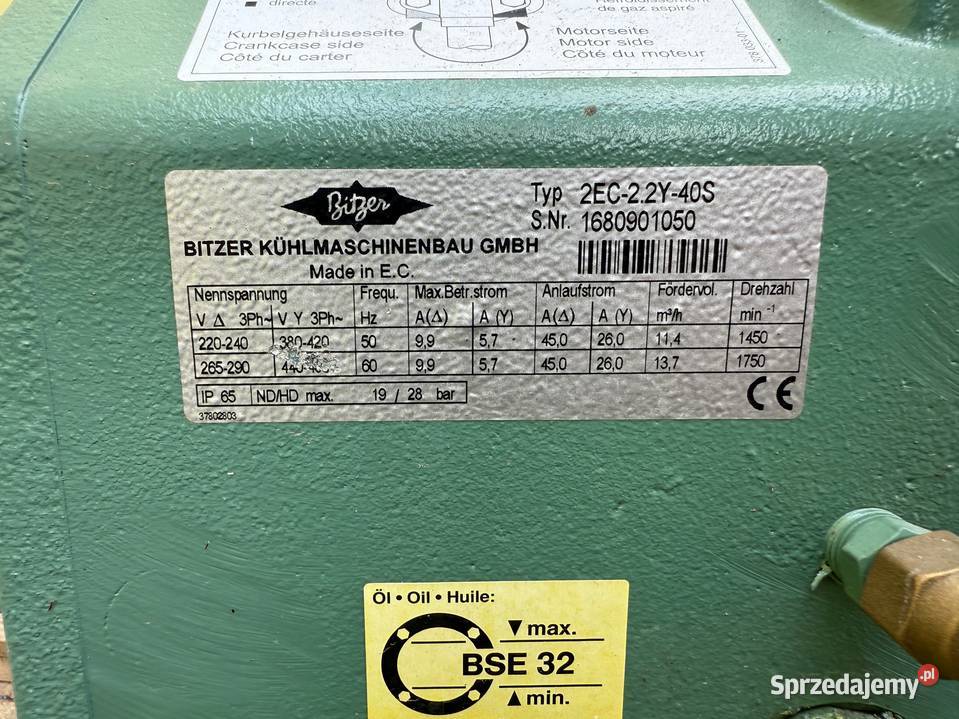 directe
de gaz aspiré
Kurbelgehäuseseite
Crankcase side
Côté du carter
Motorseite
Motor side
Côté du moteur
Bitzer
BITZER KÜHLMASCHINENBAU GMBH
Made in E.C.
Typ 2EC-2.2Y-40S
S.Nr. 1680901050
Nennspannung Frequ. Max.Betr.strom Anlaufstrom Fördervol. Drehzahl
V Δ 3Ph~ V Y 3Ph~ Hz A(Δ) A (Y) A(Δ) A (Y) m³/h min ⁻¹
220-240 380-420 50 9,9 5,7 45,0 26,0 11,4 1450
265-290 60 9,9 5,7 45,0 26,0 13,7 1750
IP 65 ND/HD max. 19 / 28 bar
37802803
CE
Öl • Oil • Huile:
▼ max.
BSE 32
▲ min.
Sprzedajemy.pl